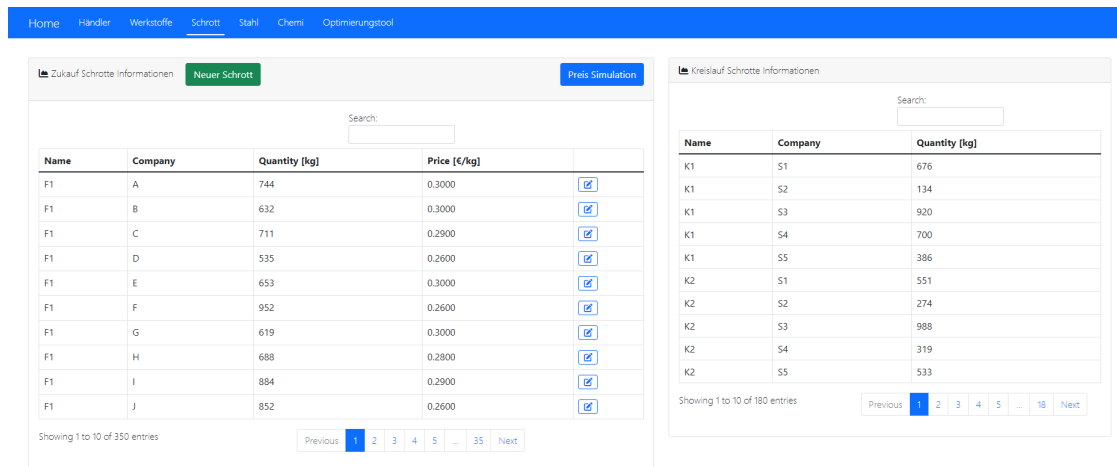 Home Händler Werkstoffe Schrott Stahl Chemi Optimierungstool
Zukauf Schrotte Informationen Neuer Schrott Preis Simulation
Search:
Name Company Quantity [kg] Price [€/kg]
F1 A 744 0.3000
F1 B 632 0.3000
F1 C 711 0.2900
F1 D 535 0.2600
F1 E 653 0.3000
F1 F 952 0.2600
F1 G 619 0.3000
F1 H 688 0.2800
F1 I 884 0.2900
F1 J 852 0.2600
Showing 1 to 10 of 350 entries
Previous 1 2 3 4 5 ... 35 Next
Kreislauf Schrotte Informationen
Search:
Name Company Quantity [kg]
K1 S1 676
K1 S2 134
K1 S3 920
K1 S4 700
K1 S5 386
K2 S1 551
K2 S2 274
K2 S3 988
K2 S4 319
K2 S5 533
Showing 1 to 10 of 180 entries
Previous 1 2 3 4 5 ... 18 Next